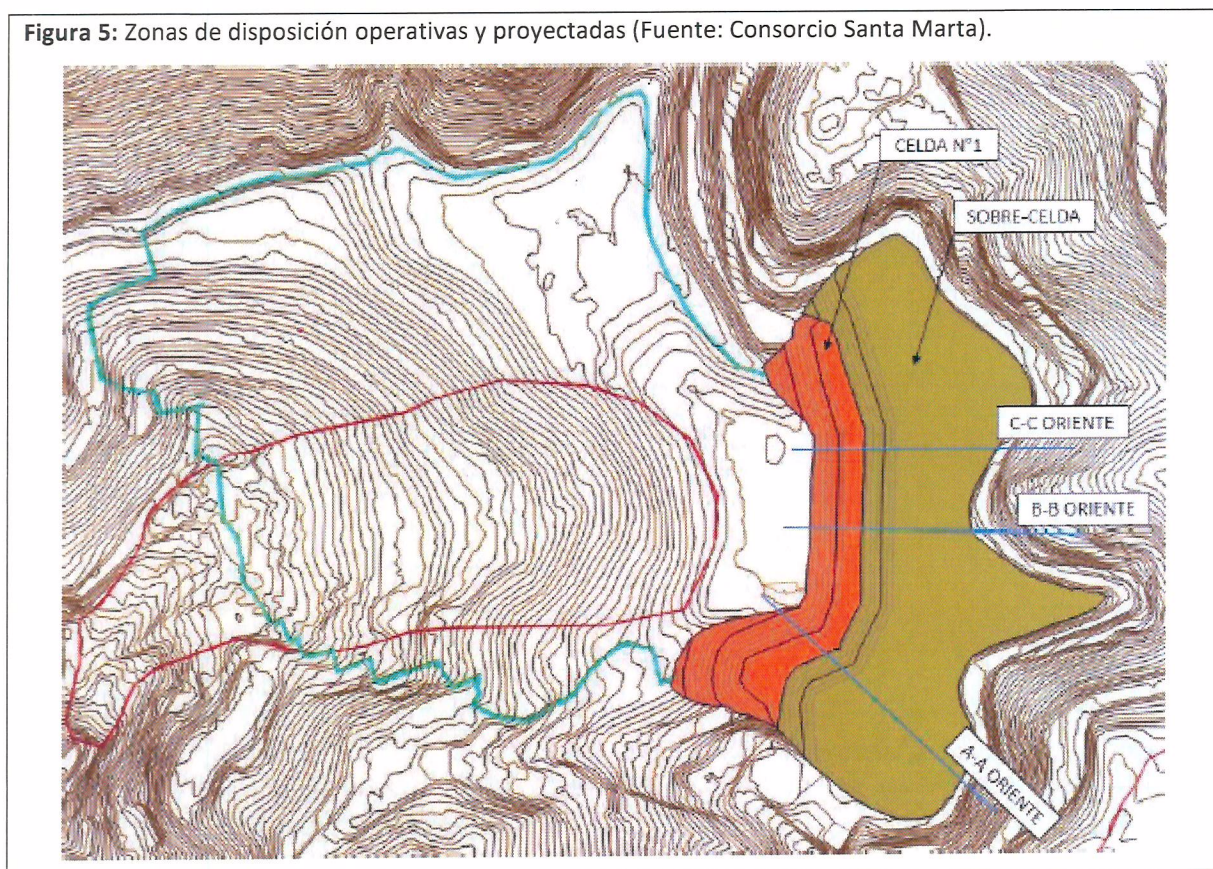 Figura 5: Zonas de disposición operativas y proyectadas (Fuente: Consorcio Santa Marta).
CELDA N°1
SOBRE-CELDA
C-C ORIENTE
B-B ORIENTE
A-A ORIENTE